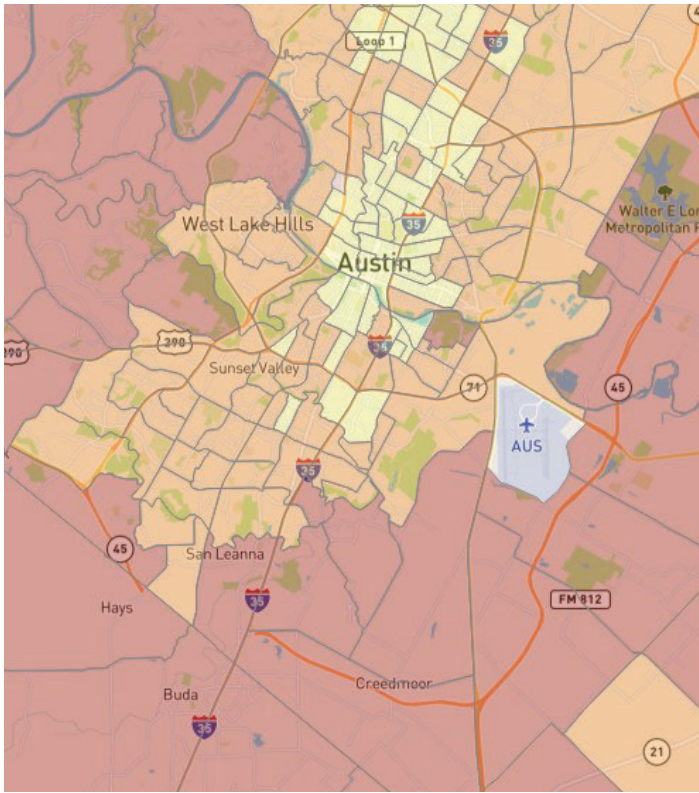 Loop 1
35
4
West Lake Hills
35
Walter E Lon
Metropolitan P
Austin
290
290
35
Sunset Valley
71
45
AUS
35
45
San Leanna
Hays
35
FM 812
Buda
Creedmoor
35
21